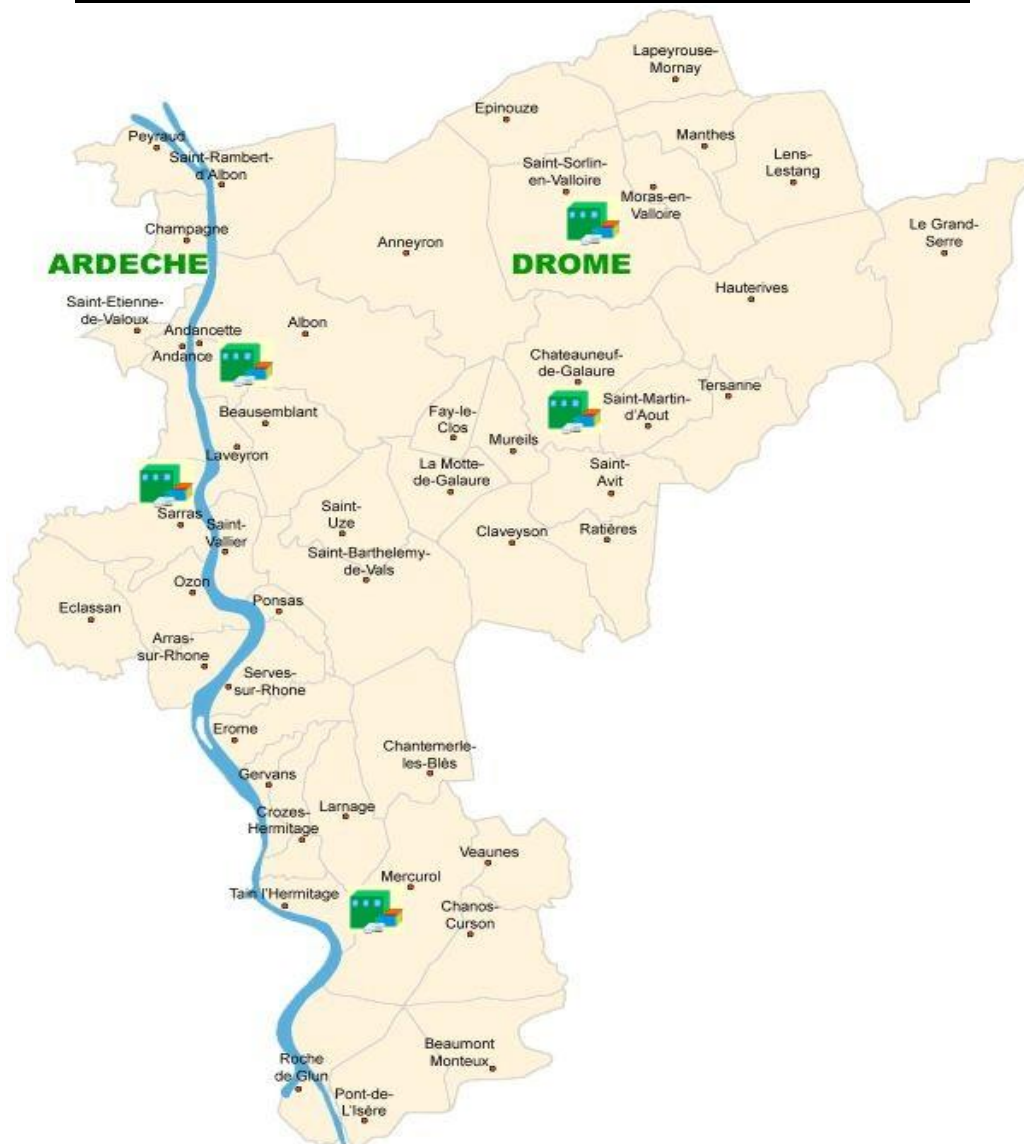 Lapeyrouse-
Mornay
Epinouze
Manthes
Peyraud
Saint-Rambert-
d'Albon
Saint-Sorlin-
en-Valloire
Lens-
Lestang
Moras-en-
Valloire
Champagne
Anneyron
Le Grand-
Serre
ARDECHE
DROME
Hauterives
Saint-Etienne-
de-Valoux
Andancette
Andance
Albon
Chateauneuf-
de-Galaure
Tersanne
Saint-Martin-
d'Aout
Beausemblant
Fay-le-
Clos
Mureils
Laveyron
La Motte-
de-Galaure
Saint-
Avit
Sarras
Saint-
Vallier
Saint-
Uze
Claveyson
Ratières
Saint-Barthelemy-
de-Vals
Ozon
Ponsas
Eclassan
Arras-
sur-Rhone
Serves-
sur-Rhone
Erome
Chantemerle-
les-Blès
Gervans
Crozes-
Hermitage
Larnage
Veaunes
Mercurol
Tain l'Hermitage
Chanos-
Curson
Beaumont
Monteux
Roche
de Glun
Pont-de-
L'Isère